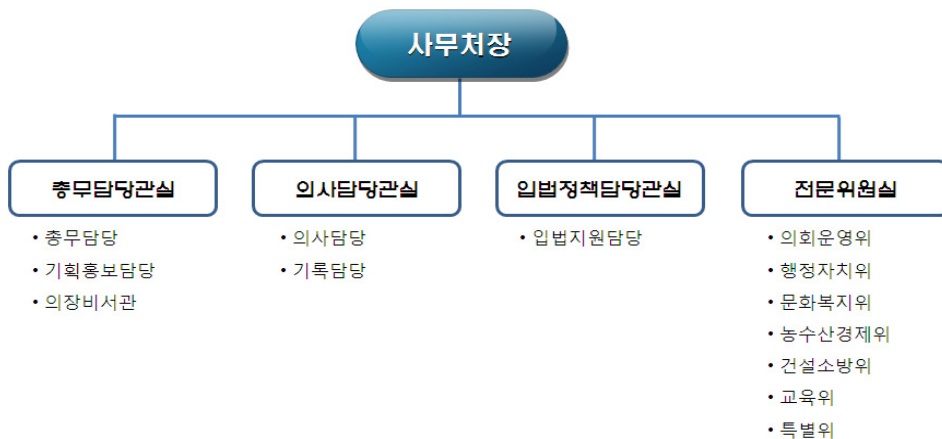 사무처장
총무담당관실
의사담당관실
입법정책담당관실
전문위원실
• 총무담당
• 기획홍보담당
• 의장비서관
• 의사담당
• 기록담당
• 입법지원담당
• 의회운영위
• 행정자치위
• 문화복지위
• 농수산경제위
• 건설소방위
• 교육위
• 특별위